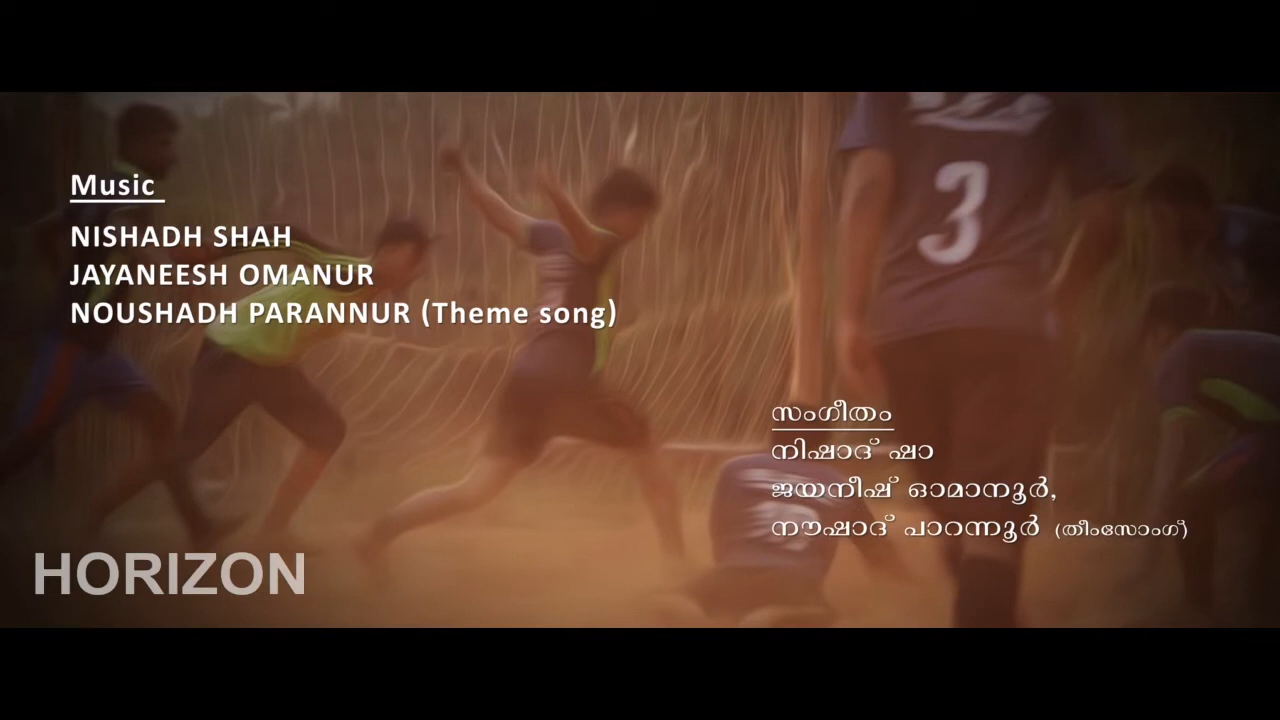 Music
NISHADH SHAH
JAYANEESH OMANUR
NOUSHADH PARANNUR (Theme song)
3
സംഗീതം
നിഷാദ് ഷാ
ജയനീഷ് ഓമാനൂർ,
നൗഷാദ് പാറന്നൂർ (തീംസോംഗ്)
HORIZON